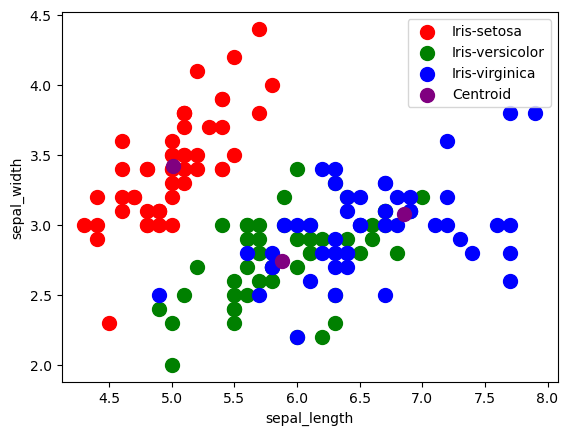 4.5
4.0
3.5
3.0
2.5
2.0
sepal_width
Iris-setosa
Iris-versicolor
Iris-virginica
Centroid
4.5 5.0 5.5 6.0 6.5 7.0 7.5 8.0
sepal_length